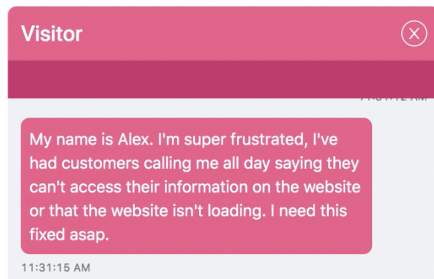 Visitor
My name is Alex. I'm super frustrated, I've
had customers calling me all day saying they
can't access their information on the website
or that the website isn't loading. I need this
fixed asap.
11:31:15 AM